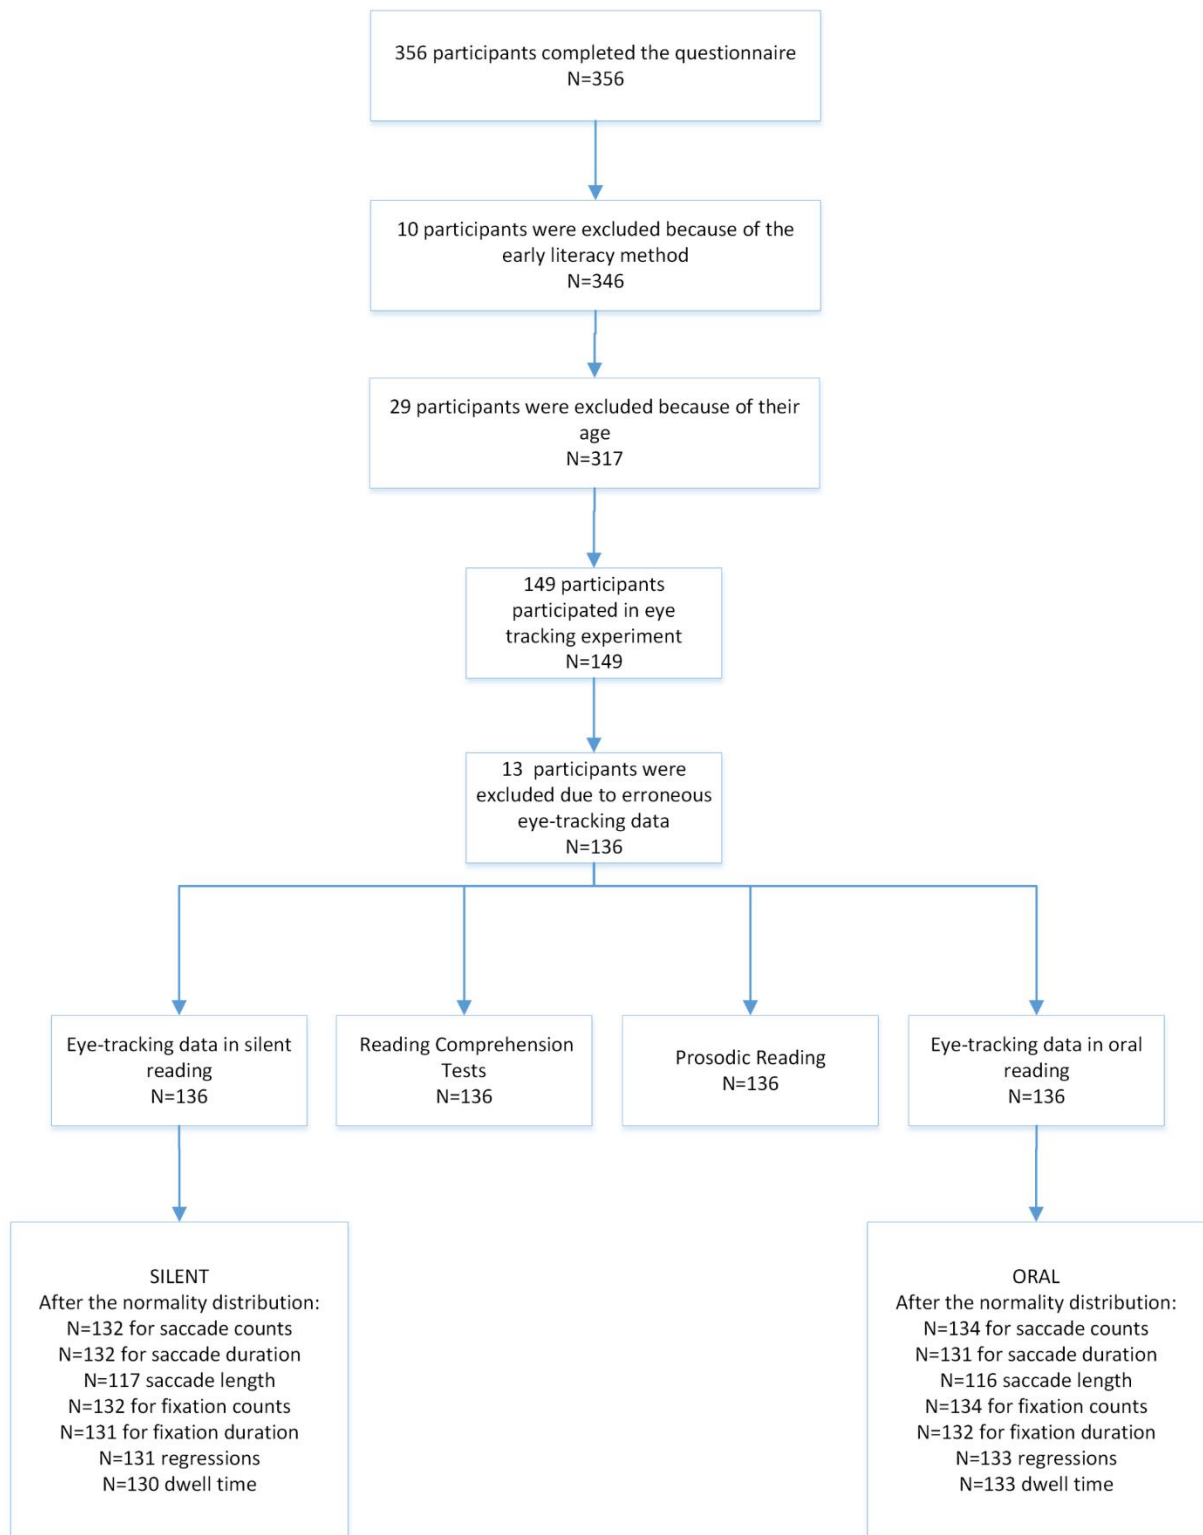 356 participants completed the questionnaire
N=356
10 participants were excluded because of the
early literacy method
N=346
29 participants were excluded because of their
age
N=317
149 participants
participated in eye
tracking experiment
N=149
13  participants were
excluded due to erroneous
eye-tracking data
N=136
Eye-tracking data in silent
reading
N=136
Reading Comprehension
Tests
N=136
Prosodic Reading
N=136
Eye-tracking data in oral
reading
N=136
SILENT
After the normality distribution:
N=132 for saccade counts
N=132 for saccade duration
N=117 saccade length
N=132 for fixation counts
N=131 for fixation duration
N=131 regressions
N=130 dwell time
ORAL
After the normality distribution:
N=134 for saccade counts
N=131 for saccade duration
N=116 saccade length
N=134 for fixation counts
N=132 for fixation duration
N=133 regressions
N=133 dwell time